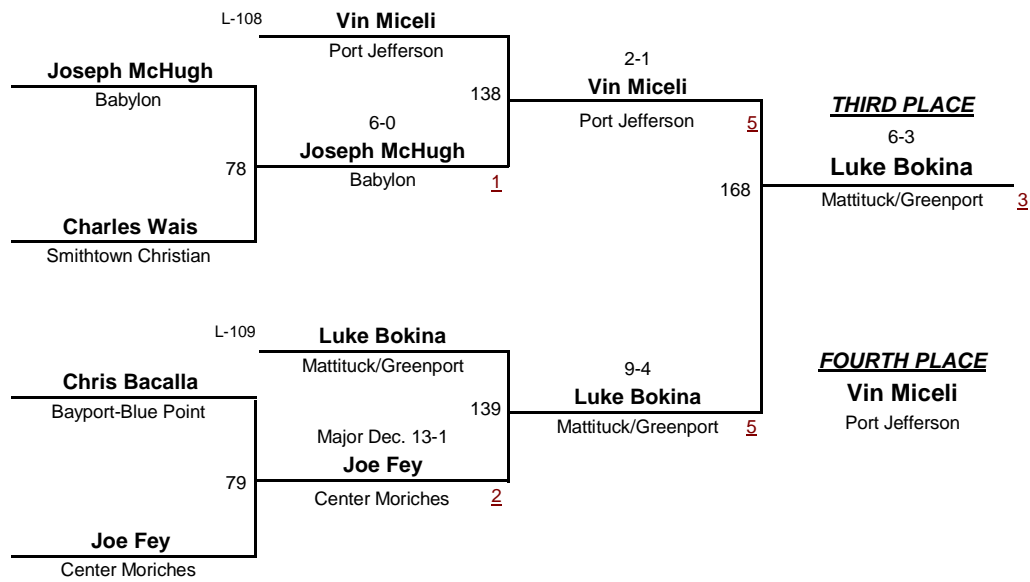 L-108
Vin Miceli
Port Jefferson
Joseph McHugh
Babylon
138
2-1
Vin Miceli
Port Jefferson 5
THIRD PLACE
6-3
Luke Bokina
Mattituck/Greenport 3
6-0
Joseph McHugh
Babylon 1
78
168
Charles Wais
Smithtown Christian
L-109
Luke Bokina
Mattituck/Greenport
Chris Bacalla
Bayport-Blue Point
139
9-4
Luke Bokina
Mattituck/Greenport 5
FOURTH PLACE
Vin Miceli
Port Jefferson
Major Dec. 13-1
Joe Fey
Center Moriches 2
79
Joe Fey
Center Moriches